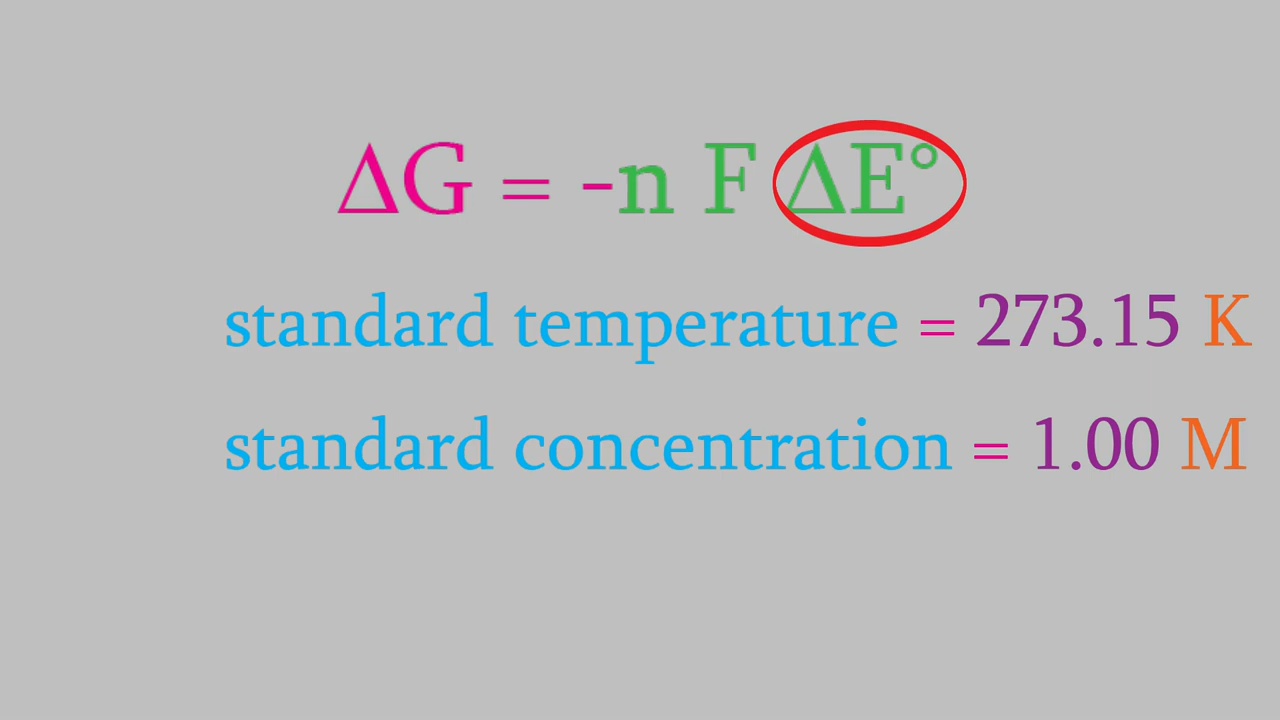 ΔG = -n F ΔE°
standard temperature = 273.15 K
standard concentration = 1.00 M